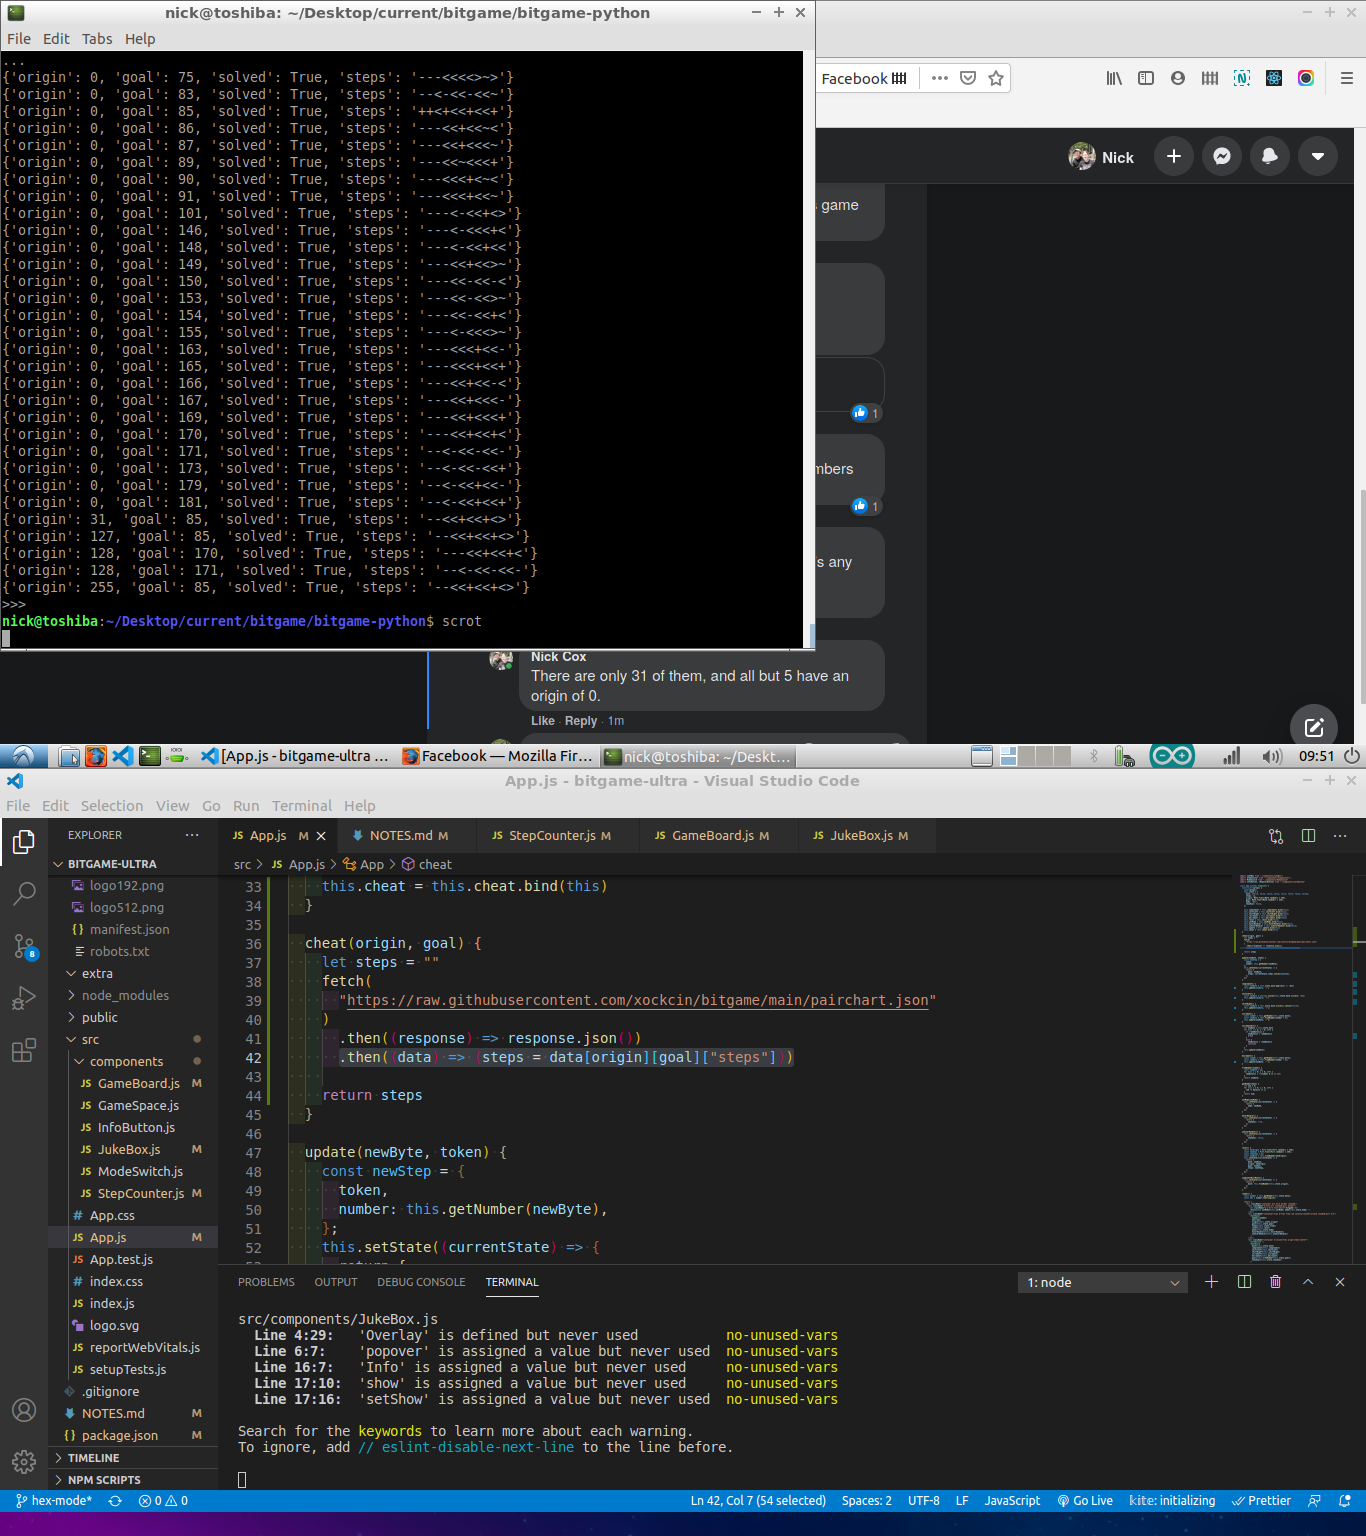 nick@toshiba: ~/Desktop/current/bitgame/bitgame-python
File Edit Tabs Help
...
{'origin': 0, 'goal': 75, 'solved': True, 'steps': '---<<<<>~>'}
{'origin': 0, 'goal': 83, 'solved': True, 'steps': '--<-<<-<<~'}
{'origin': 0, 'goal': 85, 'solved': True, 'steps': '++<+<<+<<+'}
{'origin': 0, 'goal': 86, 'solved': True, 'steps': '---<<+<<~<'}
{'origin': 0, 'goal': 87, 'solved': True, 'steps': '---<<+<<<~'}
{'origin': 0, 'goal': 89, 'solved': True, 'steps': '---<<~<<<+'}
{'origin': 0, 'goal': 90, 'solved': True, 'steps': '---<<<+<~<'}
{'origin': 0, 'goal': 91, 'solved': True, 'steps': '---<<<+<<~'}
{'origin': 0, 'goal': 101, 'solved': True, 'steps': '---<-<<+<>'}
{'origin': 0, 'goal': 146, 'solved': True, 'steps': '---<-<<<+<'}
{'origin': 0, 'goal': 148, 'solved': True, 'steps': '---<-<<+<<'}
{'origin': 0, 'goal': 149, 'solved': True, 'steps': '---<<+<<>~'}
{'origin': 0, 'goal': 150, 'solved': True, 'steps': '---<<-<<-<'}
{'origin': 0, 'goal': 153, 'solved': True, 'steps': '---<<-<<>~'}
{'origin': 0, 'goal': 154, 'solved': True, 'steps': '---<<-<<+<'}
{'origin': 0, 'goal': 155, 'solved': True, 'steps': '---<-<<<>~'}
{'origin': 0, 'goal': 163, 'solved': True, 'steps': '---<<<+<<-'}
{'origin': 0, 'goal': 165, 'solved': True, 'steps': '---<<<+<<+'}
{'origin': 0, 'goal': 166, 'solved': True, 'steps': '---<<+<<-<'}
{'origin': 0, 'goal': 167, 'solved': True, 'steps': '---<<+<<<-'}
{'origin': 0, 'goal': 169, 'solved': True, 'steps': '---<<+<<<+'}
{'origin': 0, 'goal': 170, 'solved': True, 'steps': '---<<+<<+<'}
{'origin': 0, 'goal': 171, 'solved': True, 'steps': '--<-<<-<<-'}
{'origin': 0, 'goal': 173, 'solved': True, 'steps': '--<-<<-<<+'}
{'origin': 0, 'goal': 179, 'solved': True, 'steps': '--<-<<+<<-'}
{'origin': 0, 'goal': 181, 'solved': True, 'steps': '--<-<<+<<+'}
{'origin': 31, 'goal': 85, 'solved': True, 'steps': '--<<+<<+<>'}
{'origin': 127, 'goal': 85, 'solved': True, 'steps': '--<<+<<+<>'}
{'origin': 128, 'goal': 170, 'solved': True, 'steps': '---<<+<<+<'}
{'origin': 128, 'goal': 171, 'solved': True, 'steps': '--<-<<-<<-'}
{'origin': 255, 'goal': 85, 'solved': True, 'steps': '--<<+<<+<>'}
>>>
nick@toshiba:~/Desktop/current/bitgame/bitgame-python$ scrot
Facebook
Nick
game
1
mbers
1
's any
Nick Cox
There are only 31 of them, and all but 5 have an
origin of 0.
Like · Reply · 1m
[App.js - bitgame-ultra ... Facebook — Mozilla Fir... nick@toshiba: ~/Deskt... 09:51
App.js - bitgame-ultra - Visual Studio Code
File Edit Selection View Go Run Terminal Help
EXPLORER ···
BITGAME-ULTRA
logo192.png
logo512.png
{} manifest.json
robots.txt
extra
node_modules
public
src
components
JS GameBoard.js M
JS GameSpace.js
JS InfoButton.js
JS JukeBox.js M
JS ModeSwitch.js
JS StepCounter.js M
# App.css
JS App.js M
JS App.test.js
# index.css
JS index.js
logo.svg
JS reportWebVitals.js
JS setupTests.js
.gitignore
NOTES.md M
{} package.json M
TIMELINE
NPM SCRIPTS
8
JS App.js M NOTES.md M JS StepCounter.js M JS GameBoard.js M JS JukeBox.js M
src > JS App.js > App > cheat
33 this.cheat = this.cheat.bind(this)
34 }
35
36 cheat(origin, goal) {
37 let steps = ""
38 fetch(
39 "https://raw.githubusercontent.com/xockcin/bitgame/main/pairchart.json"
40 )
41 .then((response) => response.json())
42 .then((data) => (steps = data[origin][goal]["steps"]))
43
44 return steps
45 }
46
47 update(newByte, token) {
48 const newStep = {
49 token,
50 number: this.getNumber(newByte),
51 };
52 this.setState((currentState) => {
PROBLEMS OUTPUT DEBUG CONSOLE TERMINAL 1: node
src/components/JukeBox.js
Line 4:29: 'Overlay' is defined but never used no-unused-vars
Line 6:7: 'popover' is assigned a value but never used no-unused-vars
Line 16:7: 'Info' is assigned a value but never used no-unused-vars
Line 17:10: 'show' is assigned a value but never used no-unused-vars
Line 17:16: 'setShow' is assigned a value but never used no-unused-vars
Search for the keywords to learn more about each warning.
To ignore, add // eslint-disable-next-line to the line before.
hex-mode* 0 0 Ln 42, Col 7 (54 selected) Spaces: 2 UTF-8 LF JavaScript Go Live kite: initializing Prettier